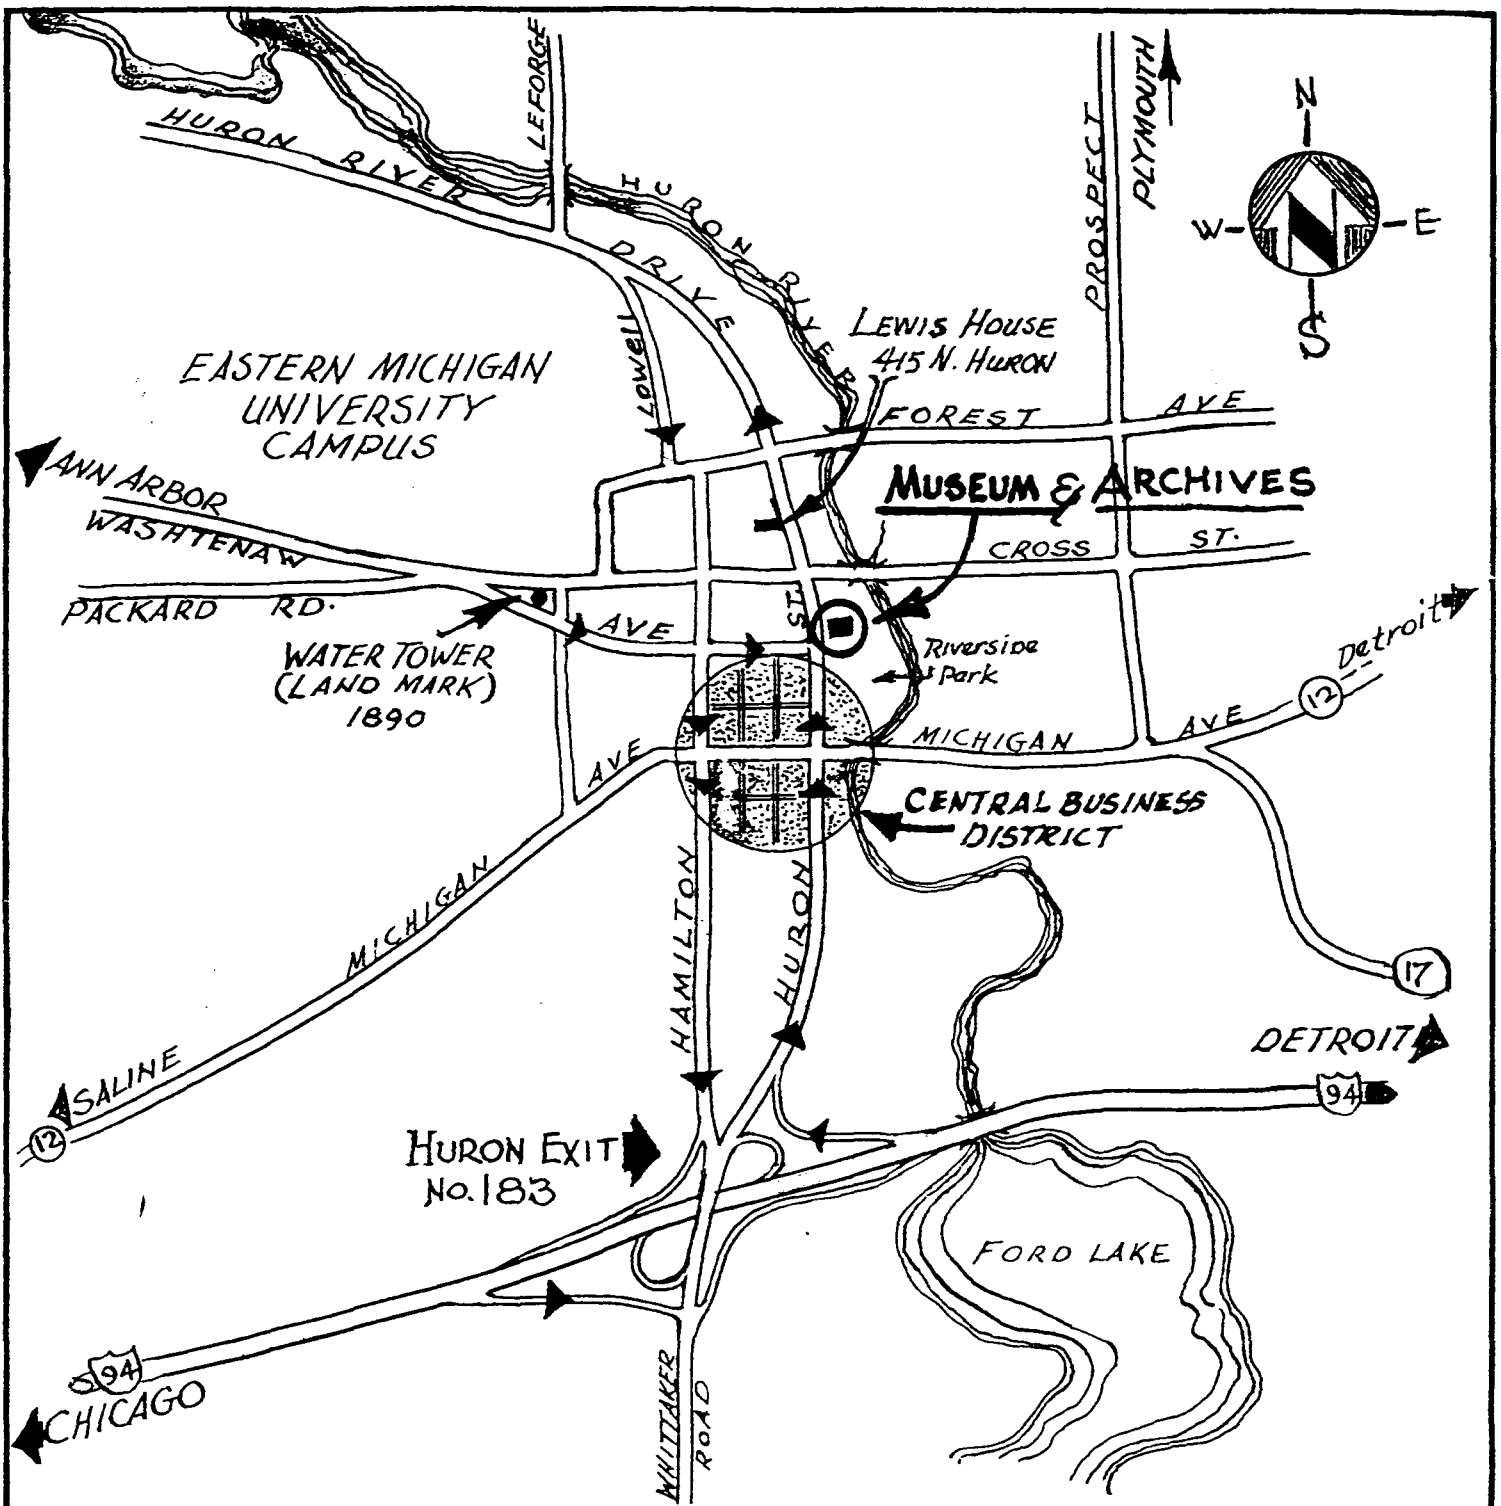 LEFORGE
PLYMOUTH
PROSPECT
N
W
E
S
HURON RIVER DRIVE
HURON RIVER
LEWIS HOUSE
415 N. HURON
Lowell
EASTERN MICHIGAN
UNIVERSITY
CAMPUS
FOREST AVE
ANN ARBOR
WASHTENAW AVE
MUSEUM & ARCHIVES
CROSS ST.
PACKARD RD.
WATER TOWER
(LAND MARK)
1890
ST.
Riverside
Park
Detroit
12
MICHIGAN AVE
MICHIGAN AVE
CENTRAL BUSINESS
DISTRICT
HAMILTON
HURON
17
DETROIT
94
SALINE
12
HURON EXIT
No. 183
FORD LAKE
94
CHICAGO
WHITTAKER
ROAD